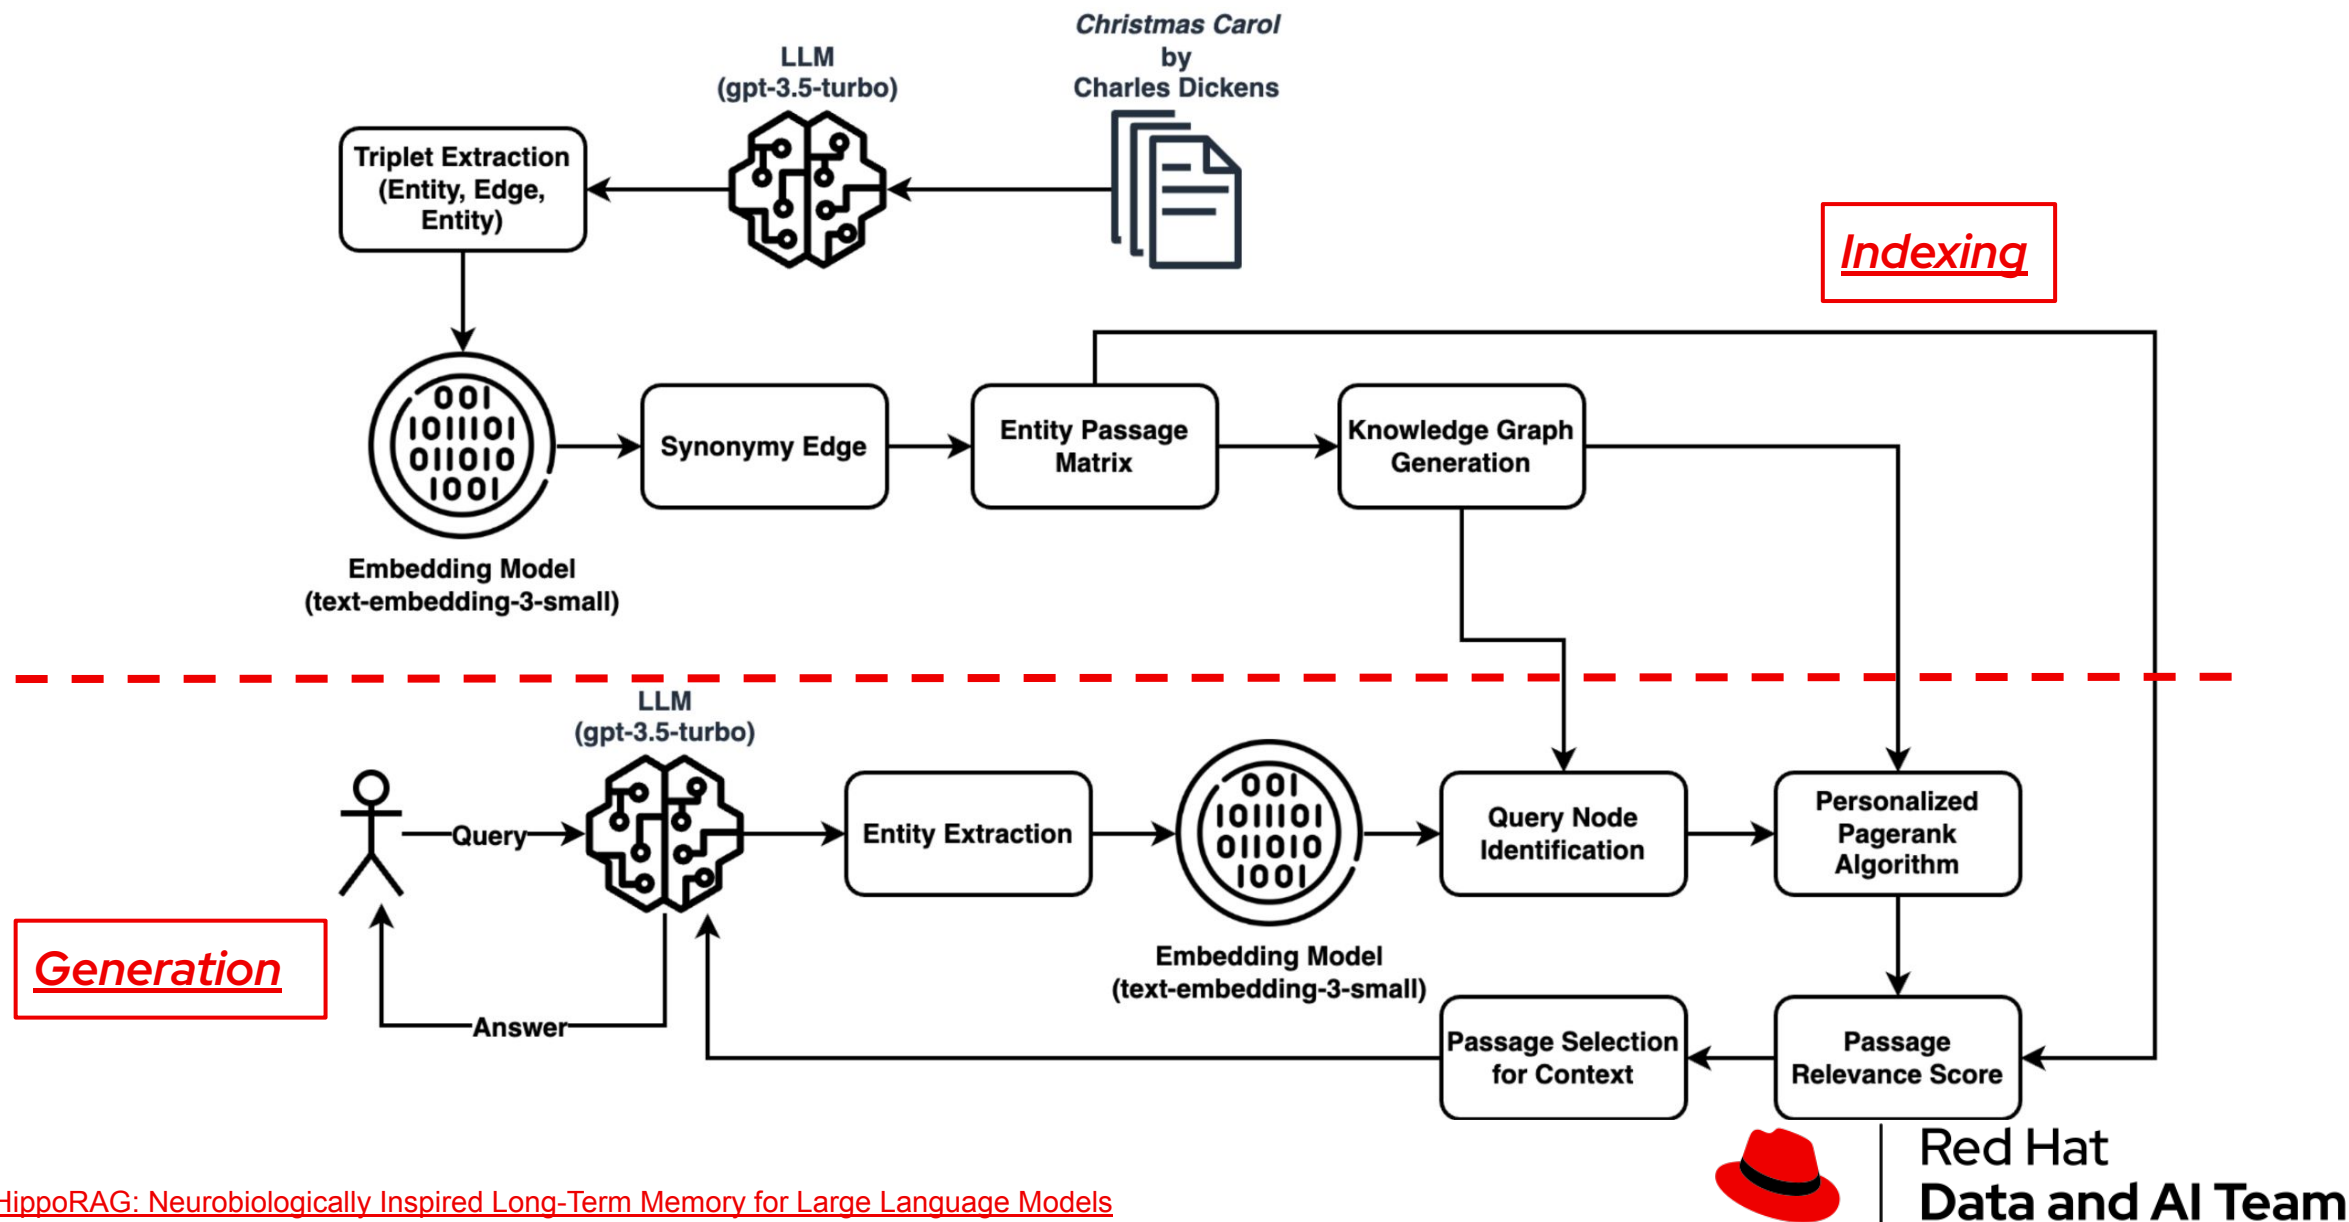 Christmas Carol
by
Charles Dickens
LLM
(gpt-3.5-turbo)
Triplet Extraction
(Entity, Edge,
Entity)
Indexing
001
1011101
011010
1001
Embedding Model
(text-embedding-3-small)
Synonymy Edge
Entity Passage
Matrix
Knowledge Graph
Generation
LLM
(gpt-3.5-turbo)
Query
Entity Extraction
001
1011101
011010
1001
Embedding Model
(text-embedding-3-small)
Query Node
Identification
Personalized
Pagerank
Algorithm
Generation
Answer
Passage Selection
for Context
Passage
Relevance Score
Red Hat
Data and AI Team
HippoRAG: Neurobiologically Inspired Long-Term Memory for Large Language Models